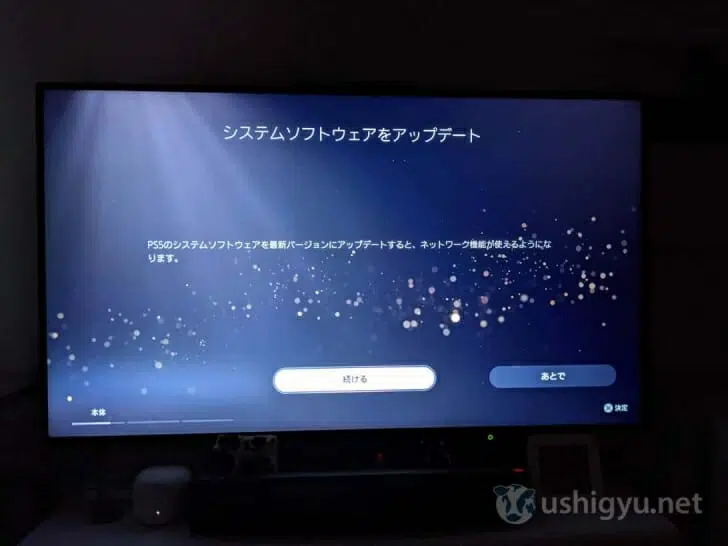 システムソフトウェアをアップデート
PS5のシステムソフトウェアを最新バージョンにアップデートすると、ネットワーク機能が使えるようにな
ります。
続ける
あとで
本体
決定
ushigyu.net